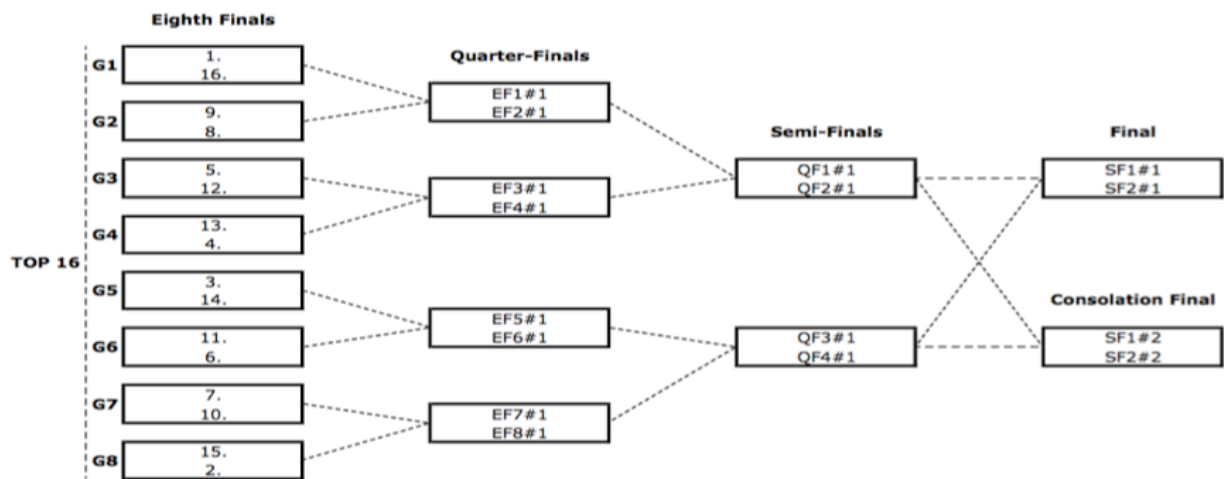 Eighth Finals
Quarter-Finals
Semi-Finals
Final
Consolation Final
TOP 16
G1
1.
16.
G2
9.
8.
G3
5.
12.
G4
13.
4.
G5
3.
14.
G6
11.
6.
G7
7.
10.
G8
15.
2.
EF1#1
EF2#1
EF3#1
EF4#1
EF5#1
EF6#1
EF7#1
EF8#1
QF1#1
QF2#1
QF3#1
QF4#1
SF1#1
SF2#1
SF1#2
SF2#2